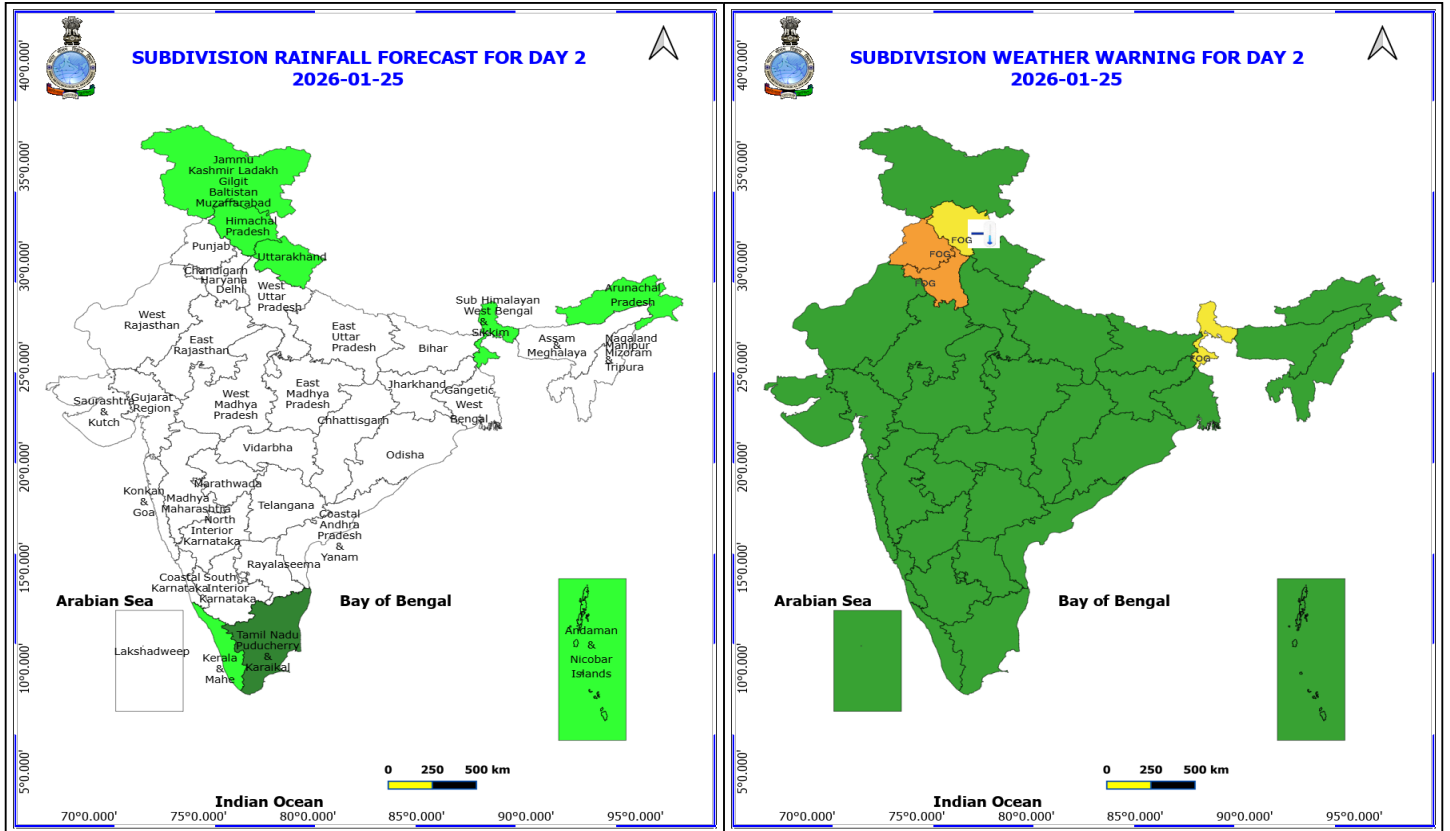 SUBDIVISION RAINFALL FORECAST FOR DAY 2
2026-01-25
40°0.000'
35°0.000'
30°0.000'
25°0.000'
20°0.000'
15°0.000'
10°0.000'
5°0.000'
Jammu
Kashmir Ladakh
Gilgit
Baltistan
Muzaffarabad
Himachal
Pradesh
Punjab
Uttarakhand
Chandigarh
Haryana
Delhi
West
Uttar
Pradesh
West
Rajasthan
East
Rajasthan
East
Uttar
Pradesh
Bihar
Sub Himalayan
West Bengal
&
Sikkim
Arunachal
Pradesh
Assam
&
Meghalaya
Nagaland
Manipur
Mizoram
&
Tripura
Saurashtra
&
Kutch
Gujarat
Region
West
Madhya
Pradesh
East
Madhya
Pradesh
Jharkhand
Gangetic
West
Bengal
Chhattisgarh
Vidarbha
Odisha
Konkan
&
Goa
Marathwada
Madhya
Maharashtra
Telangana
North
Interior
Karnataka
Coastal
Andhra
Pradesh
&
Yanam
Rayalaseema
Coastal
Karnataka
South
Interior
Karnataka
Arabian Sea
Bay of Bengal
Lakshadweep
Kerala
&
Mahe
Tamil Nadu
Puducherry
&
Karaikal
Andaman
&
Nicobar
Islands
0 250 500 km
Indian Ocean
70°0.000' 75°0.000' 80°0.000' 85°0.000' 90°0.000' 95°0.000'
SUBDIVISION WEATHER WARNING FOR DAY 2
2026-01-25
40°0.000'
35°0.000'
30°0.000'
25°0.000'
20°0.000'
15°0.000'
10°0.000'
5°0.000'
FOG
FOG
FOG
FOG
Arabian Sea
Bay of Bengal
0 250 500 km
Indian Ocean
70°0.000' 75°0.000' 80°0.000' 85°0.000' 90°0.000' 95°0.000'